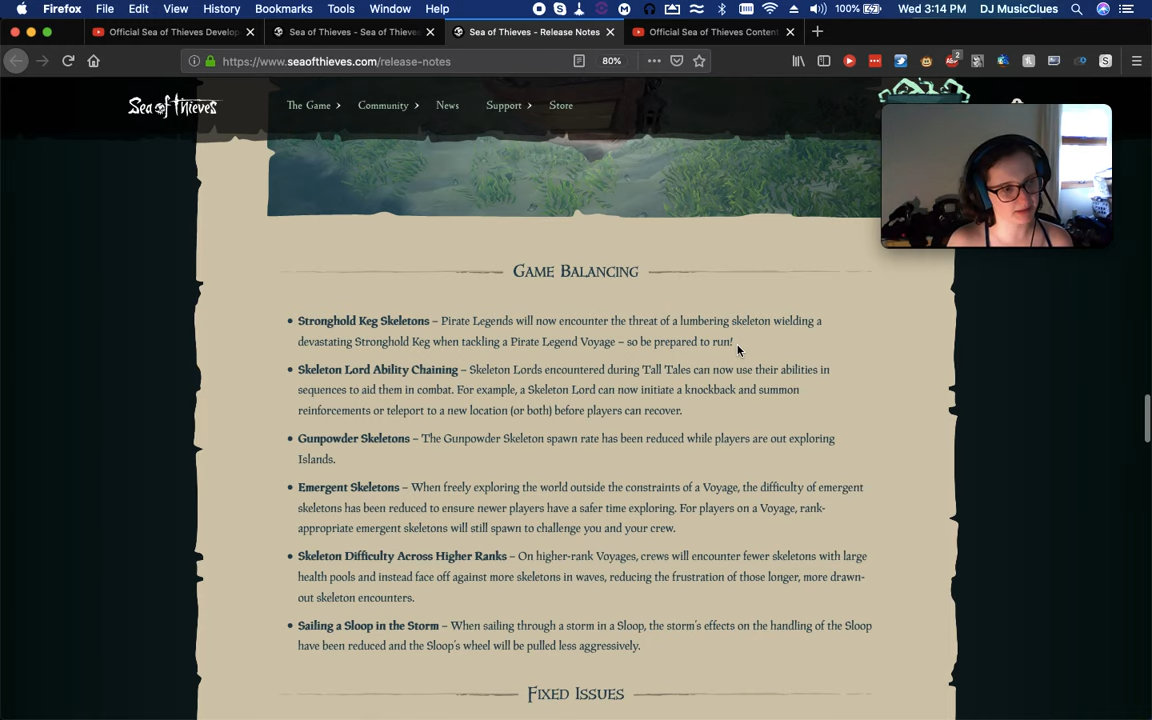 Firefox File Edit View History Bookmarks Tools Window Help 100% Wed 3:14 PM DJ MusicClues
Official Sea of Thieves Develop Sea of Thieves - Sea of Thieve Sea of Thieves - Release Notes Official Sea of Thieves Content
https://www.seaofthieves.com/release-notes 80%
Sea of Thieves The Game Community News Support Store
Game Balancing
Stronghold Keg Skeletons – Pirate Legends will now encounter the threat of a lumbering skeleton wielding a
devastating Stronghold Keg when tackling a Pirate Legend Voyage – so be prepared to run!
Skeleton Lord Ability Chaining – Skeleton Lords encountered during Tall Tales can now use their abilities in
sequences to aid them in combat. For example, a Skeleton Lord can now initiate a knockback and summon
reinforcements or teleport to a new location (or both) before players can recover.
Gunpowder Skeletons – The Gunpowder Skeleton spawn rate has been reduced while players are out exploring
Islands.
Emergent Skeletons – When freely exploring the world outside the constraints of a Voyage, the difficulty of emergent
skeletons has been reduced to ensure newer players have a safer time exploring. For players on a Voyage, rank-
appropriate emergent skeletons will still spawn to challenge you and your crew.
Skeleton Difficulty Across Higher Ranks – On higher-rank Voyages, crews will encounter fewer skeletons with large
health pools and instead face off against more skeletons in waves, reducing the frustration of those longer, more drawn-
out skeleton encounters.
Sailing a Sloop in the Storm – When sailing through a storm in a Sloop, the storm's effects on the handling of the Sloop
have been reduced and the Sloop's wheel will be pulled less aggressively.
Fixed Issues